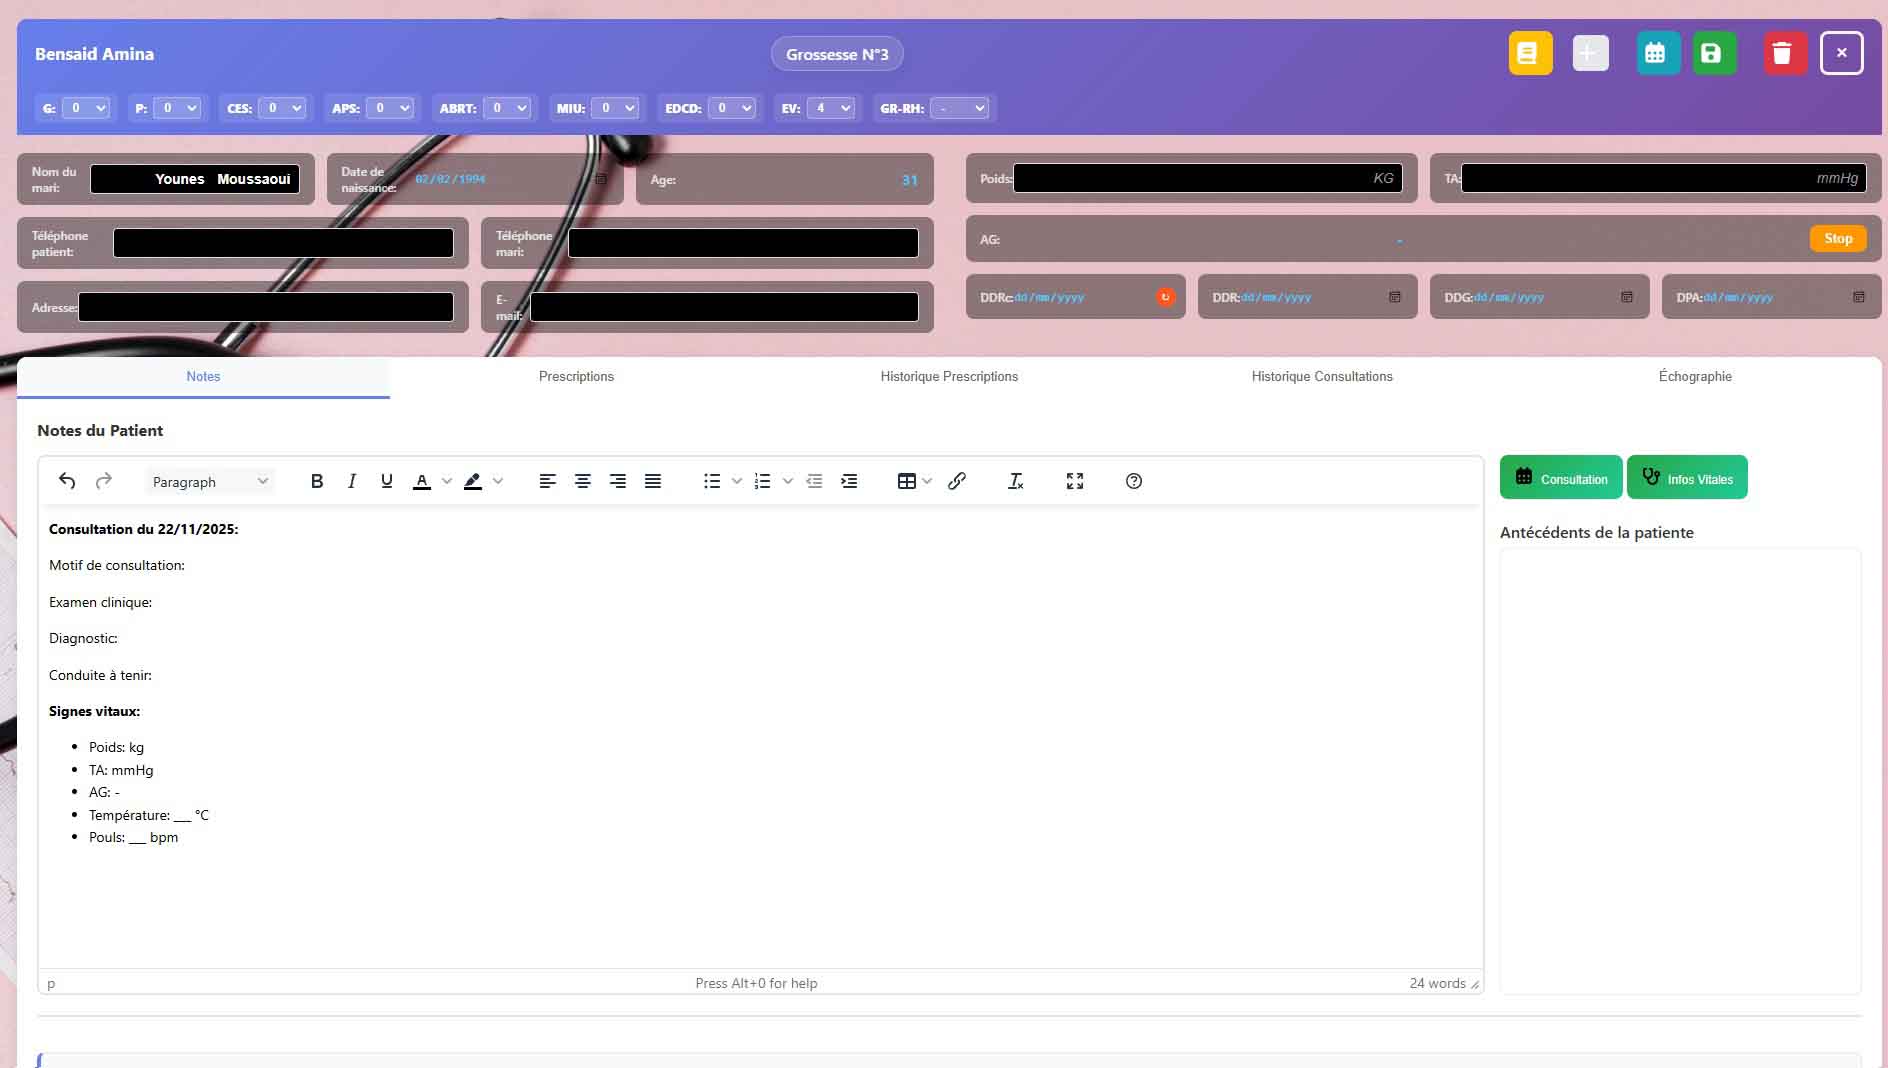 Bensaid Amina
Grossesse N°3
×
G: 0
P: 0
CES: 0
APS: 0
ABRT: 0
MIU: 0
EDCD: 0
EV: 4
GR-RH: -
Nom du mari: Younes Moussaoui
Date de naissance: 02/02/1994
Age: 31
Poids: KG
TA: mmHg
Téléphone patient:
Téléphone mari:
AG: -
Stop
Adresse:
E-mail:
DDRc: dd/mm/yyyy
DDR: dd/mm/yyyy
DDG: dd/mm/yyyy
DPA: dd/mm/yyyy
Notes
Prescriptions
Historique Prescriptions
Historique Consultations
Échographie
Notes du Patient
Paragraph
Consultation
Infos Vitales
Antécédents de la patiente
Consultation du 22/11/2025:
Motif de consultation:
Examen clinique:
Diagnostic:
Conduite à tenir:
Signes vitaux:
• Poids: kg
• TA: mmHg
• AG: -
• Température: ___ °C
• Pouls: ___ bpm
p
Press Alt+0 for help
24 words